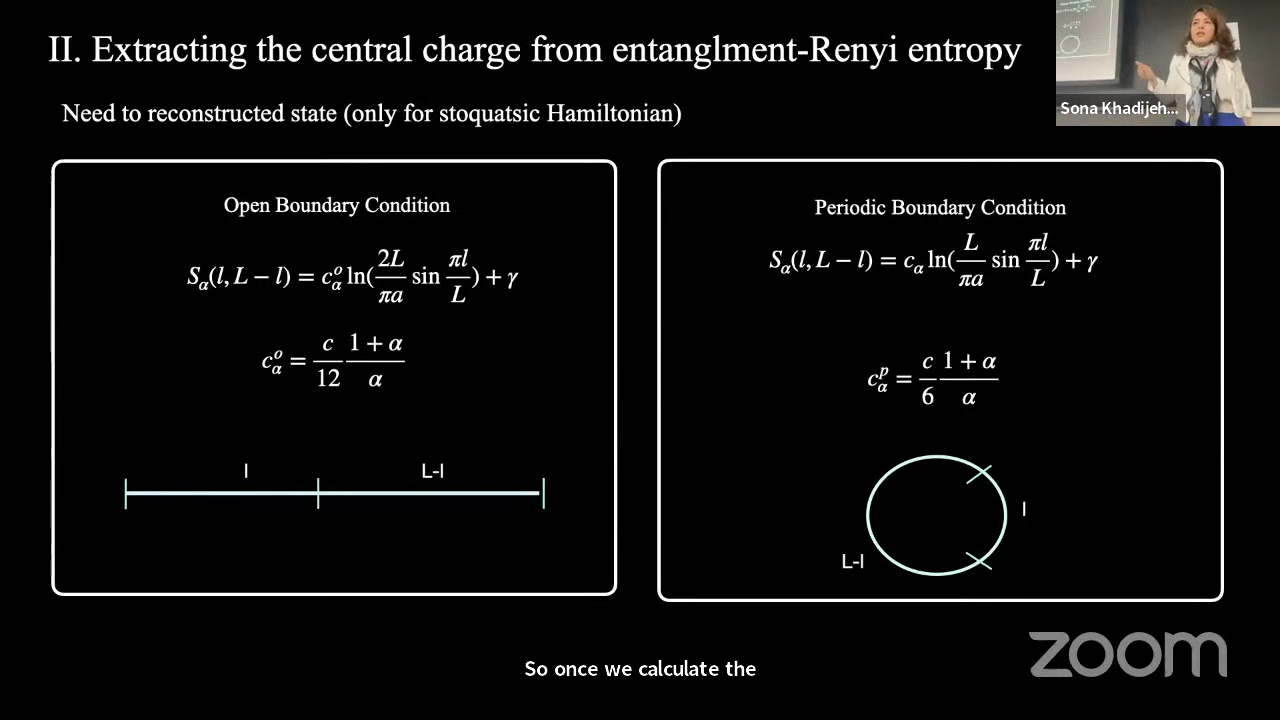 II. Extracting the central charge from entanglment-Renyi entropy
Sona Khadijeh...
Need to reconstructed state (only for stoquatsic Hamiltonian)
Open Boundary Condition
S_α(l, L − l) = c_α^o ln(2L/πa sin πl/L) + γ
c_α^o = c/12 1 + α/α
l
L-l
Periodic Boundary Condition
S_α(l, L − l) = c_α ln(L/πa sin πl/L) + γ
c_α^p = c/6 1 + α/α
l
L-l
So once we calculate the
zoom